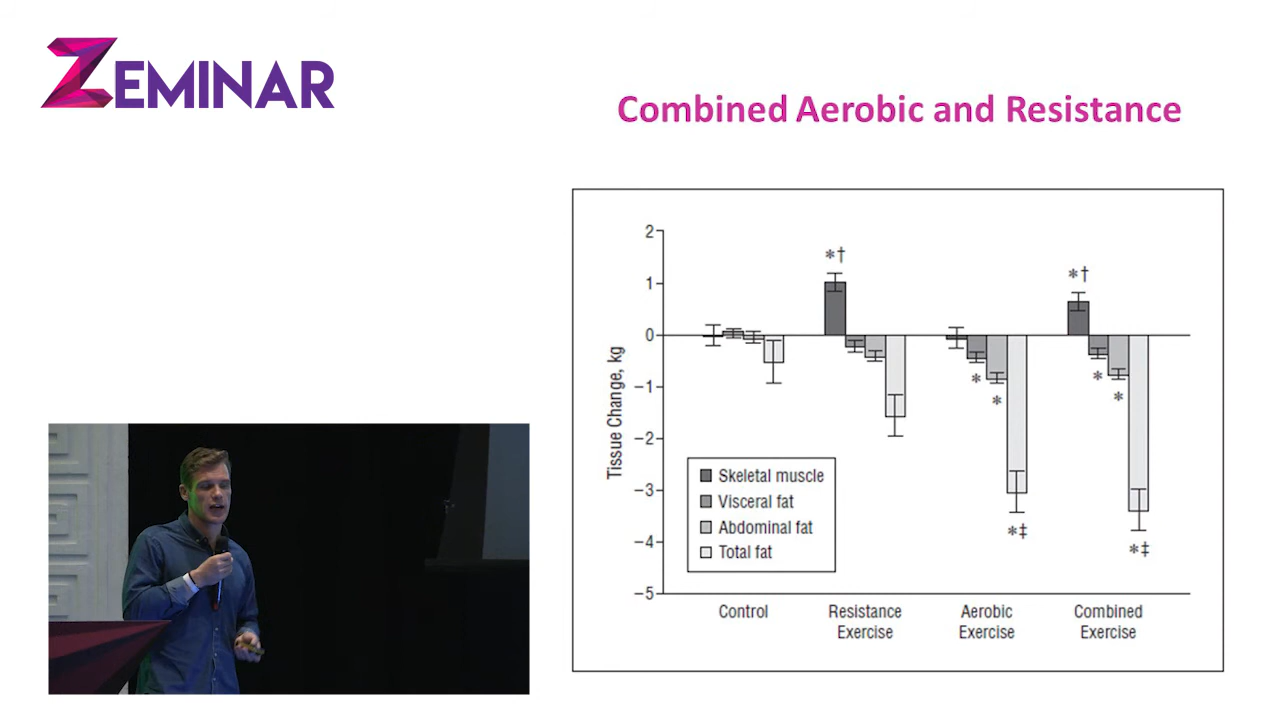 ZEMINAR
Combined Aerobic and Resistance
2
*†
1
*†
0
*
*
*
*
−1
−2
−3
*‡
*‡
−4
−5
Tissue Change, kg
Skeletal muscle
Visceral fat
Abdominal fat
Total fat
Control
Resistance
Exercise
Aerobic
Exercise
Combined
Exercise